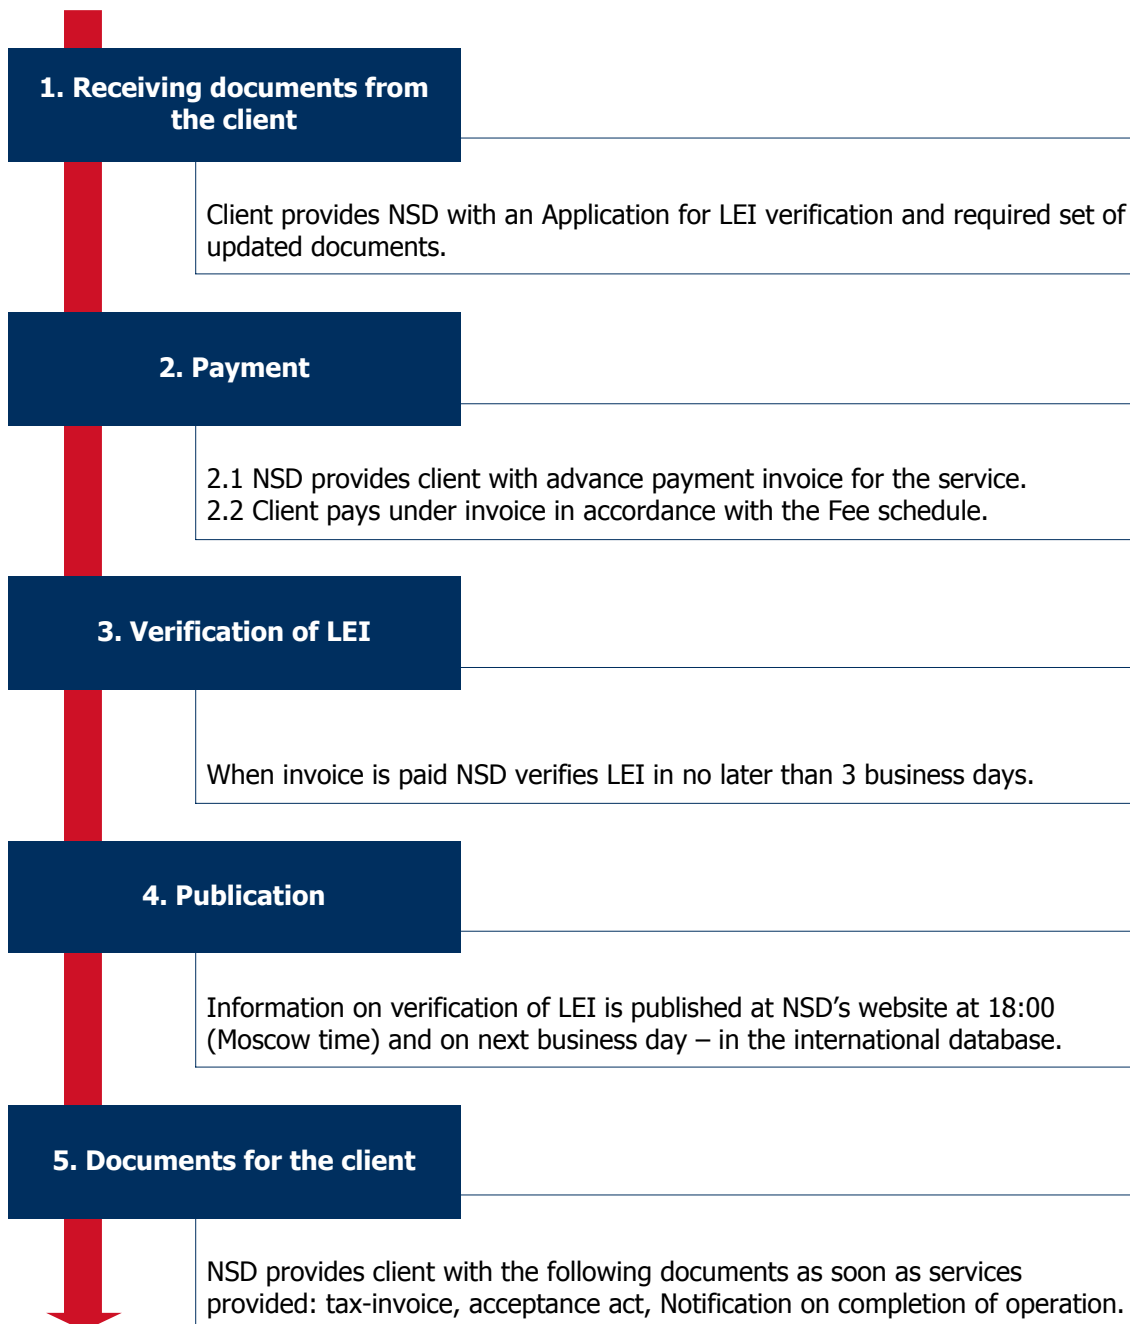 1. Receiving documents from
the client
Client provides NSD with an Application for LEI verification and required set of
updated documents.
2. Payment
2.1 NSD provides client with advance payment invoice for the service.
2.2 Client pays under invoice in accordance with the Fee schedule.
3. Verification of LEI
When invoice is paid NSD verifies LEI in no later than 3 business days.
4. Publication
Information on verification of LEI is published at NSD’s website at 18:00
(Moscow time) and on next business day – in the international database.
5. Documents for the client
NSD provides client with the following documents as soon as services
provided: tax-invoice, acceptance act, Notification on completion of operation.